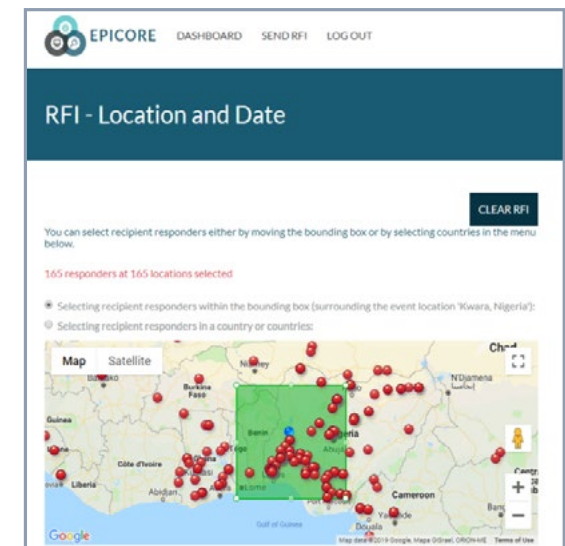 EPICORE DASHBOARD SEND RFI LOG OUT
RFI - Location and Date
CLEAR RFI
You can select recipient responders either by moving the bounding box or by selecting countries in the menu
below.
165 responders at 165 locations selected
Selecting recipient responders within the bounding box (surrounding the event location 'Kwara, Nigeria'):
Selecting recipient responders in a country or countries:
Map Satellite
Niamey
Chad
N'Djamena
Burkina
Faso
Guinea
Benin
Togo
Abuja
Côte d'Ivoire
Liberia
Abidjan
Lome
Cameroon
Gulf of Guinea
Douala
Google
Map data ©2019 Google, Mapa GISrael, ORION-ME Terms of Use